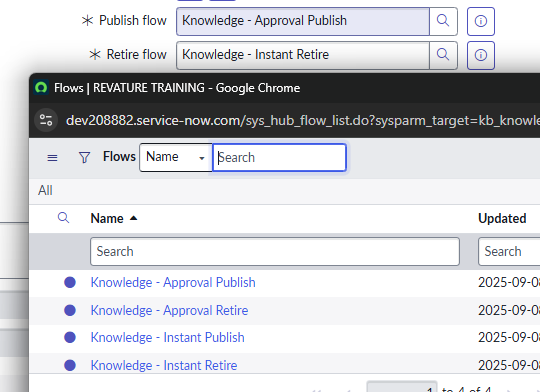 Publish flow Knowledge - Approval Publish
Retire flow Knowledge - Instant Retire
Flows | REVATURE TRAINING - Google Chrome
dev208882.service-now.com/sys_hub_flow_list.do?sysparm_target=kb_knowle
Flows Name Search
All
Name Updated
Search Search
Knowledge - Approval Publish 2025-09-08
Knowledge - Approval Retire 2025-09-08
Knowledge - Instant Publish 2025-09-08
Knowledge - Instant Retire 2025-09-08
1 to 4 of 4